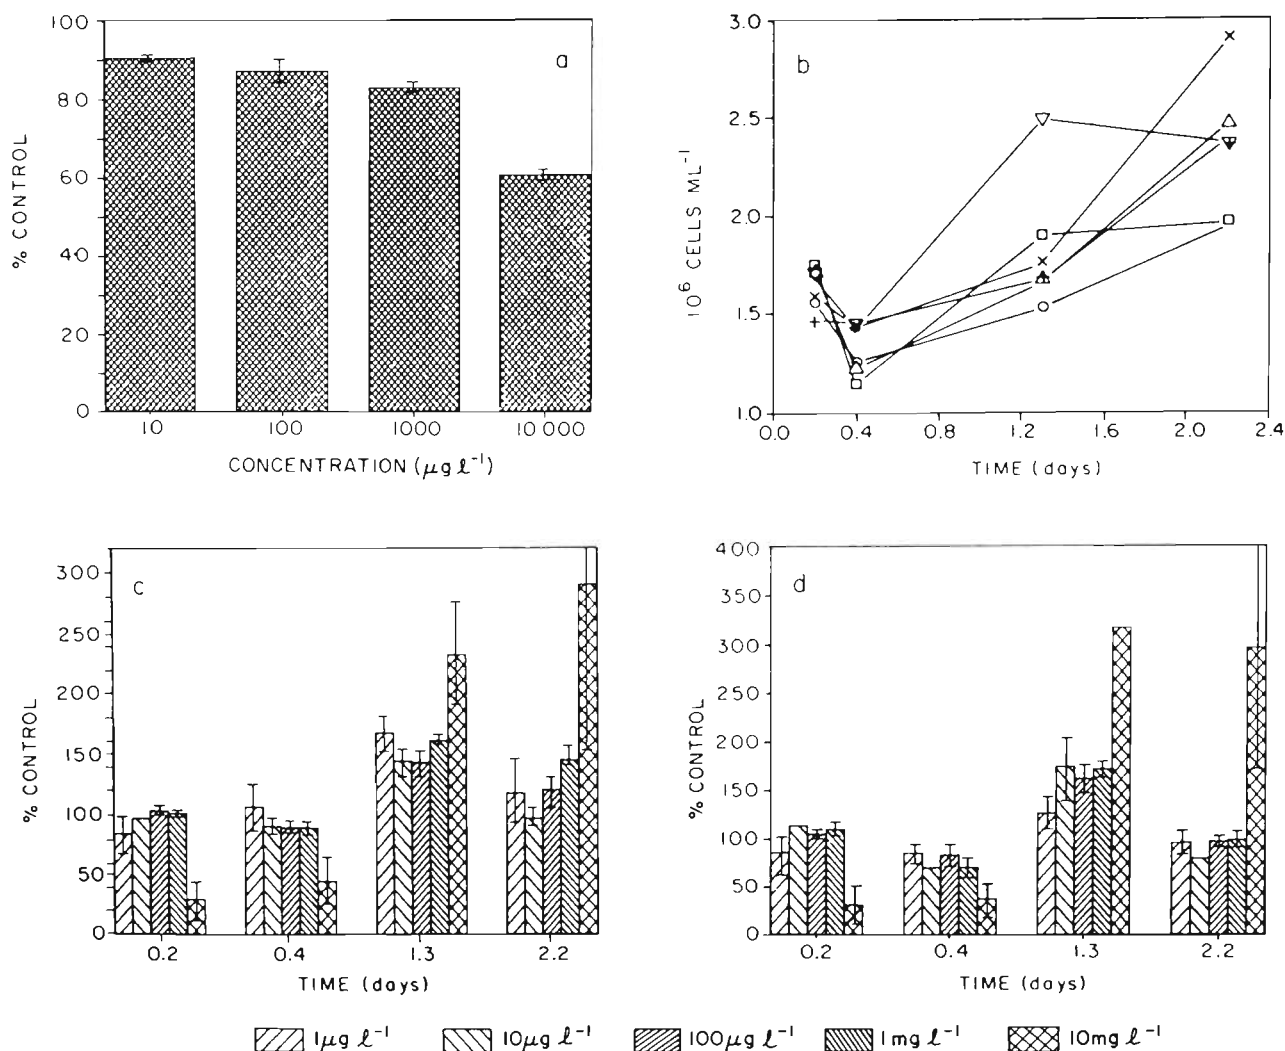 a
% CONTROL
100
80
60
40
20
0
10 100 1000 10 000
CONCENTRATION (μg ℓ⁻¹)
b
10⁶ CELLS ML⁻¹
3.0
2.5
2.0
1.5
1.0
0.0 0.4 0.8 1.2 1.6 2.0 2.4
TIME (days)
c
% CONTROL
300
250
200
150
100
50
0
0.2 0.4 1.3 2.2
TIME (days)
d
% CONTROL
400
350
300
250
200
150
100
50
0
0.2 0.4 1.3 2.2
TIME (days)
1μg ℓ⁻¹ 10μg ℓ⁻¹ 100μg ℓ⁻¹ 1mg ℓ⁻¹ 10mg ℓ⁻¹